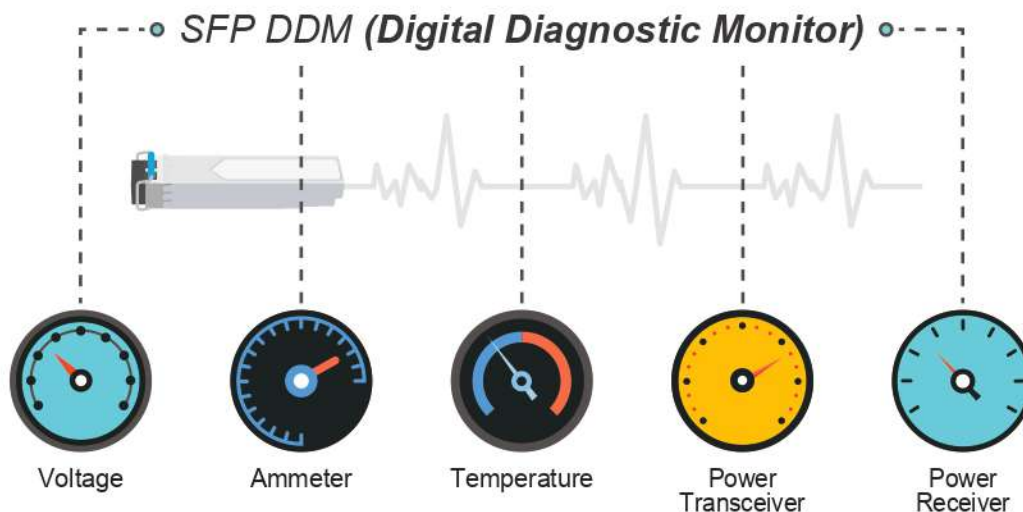 SFP DDM (Digital Diagnostic Monitor)
Voltage
Ammeter
Temperature
Power
Transceiver
Power
Receiver